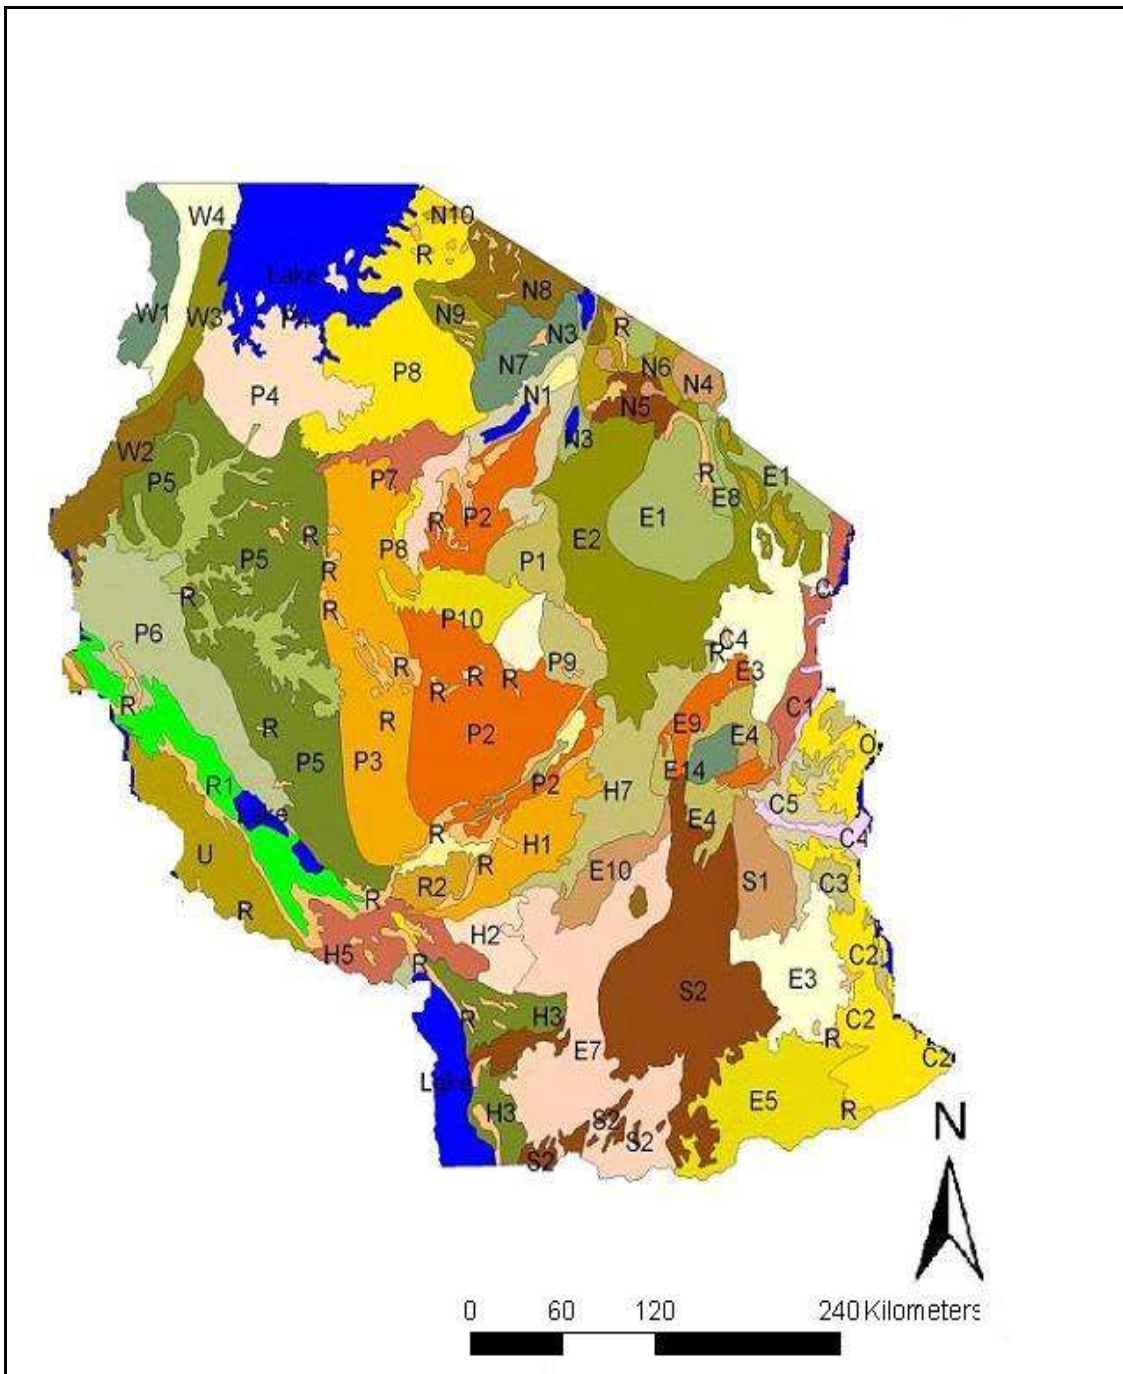 N10
W4
R
Lake
N8
W1
W3
N9
N3
R
P8
N7
N6
N4
P4
N1
N5
N3
W2
P7
R
E1
P5
E8
P2
R
E1
P5
R
E2
P8
P1
R
R
R
C
P10
P6
C4
R
P9
E3
R
R
R
R
R
C1
R
R
E9
E4
O
P5
P3
P2
R1
P2
E14
H7
C5
Lake
E4
R
C4
H1
U
R
E10
R2
S1
C3
R
R
H2
H5
R
C2
E3
S2
R
H3
C2
E7
R
C2
Lake
H3
E5
R
S2
S2
S2
N
0 60 120 240 Kilometers